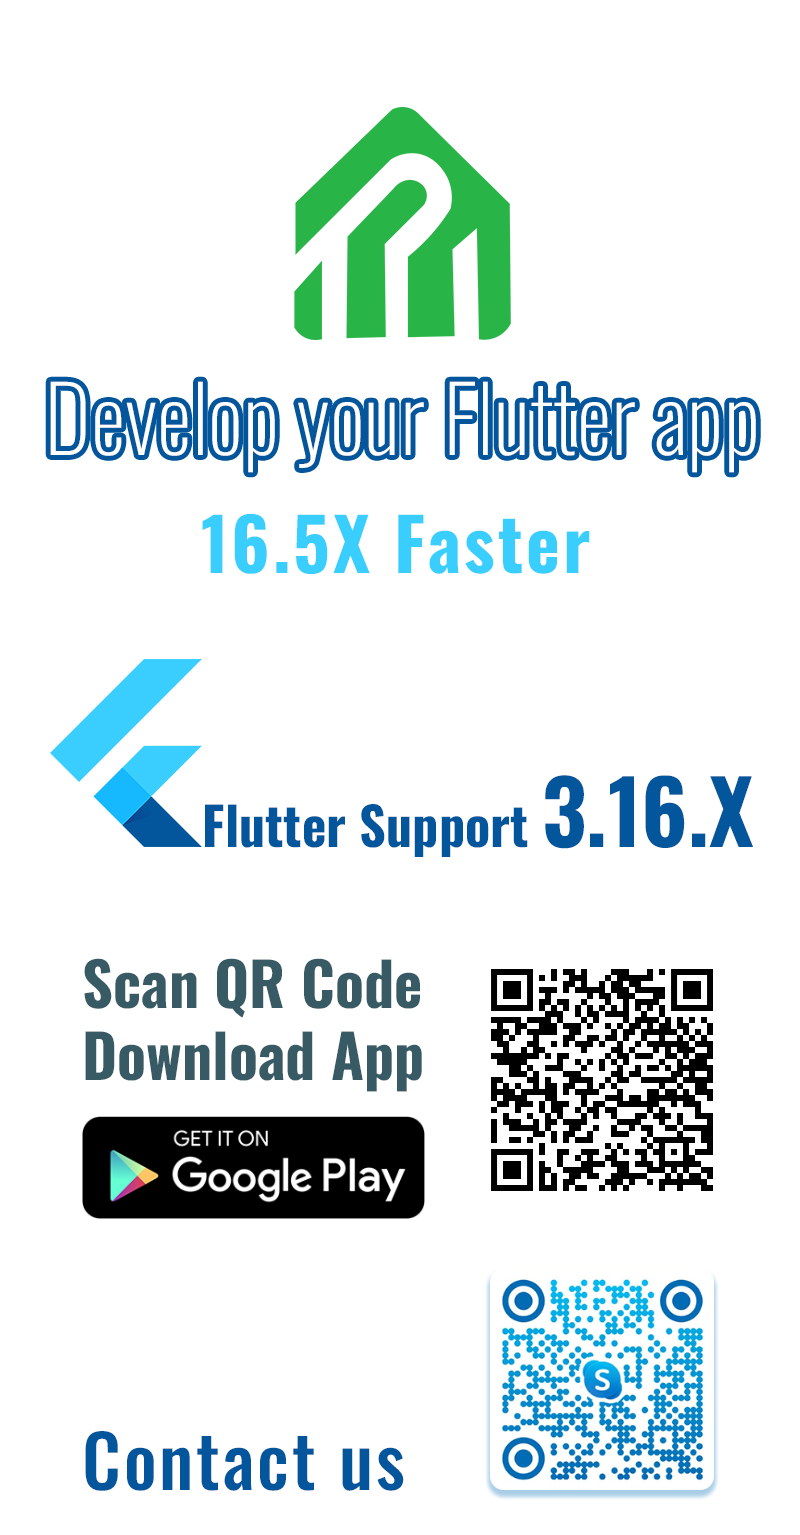 Develop your Flutter app
16.5X Faster
Flutter Support 3.16.X
Scan QR Code
Download App
GET IT ON
Google Play
S
Contact us